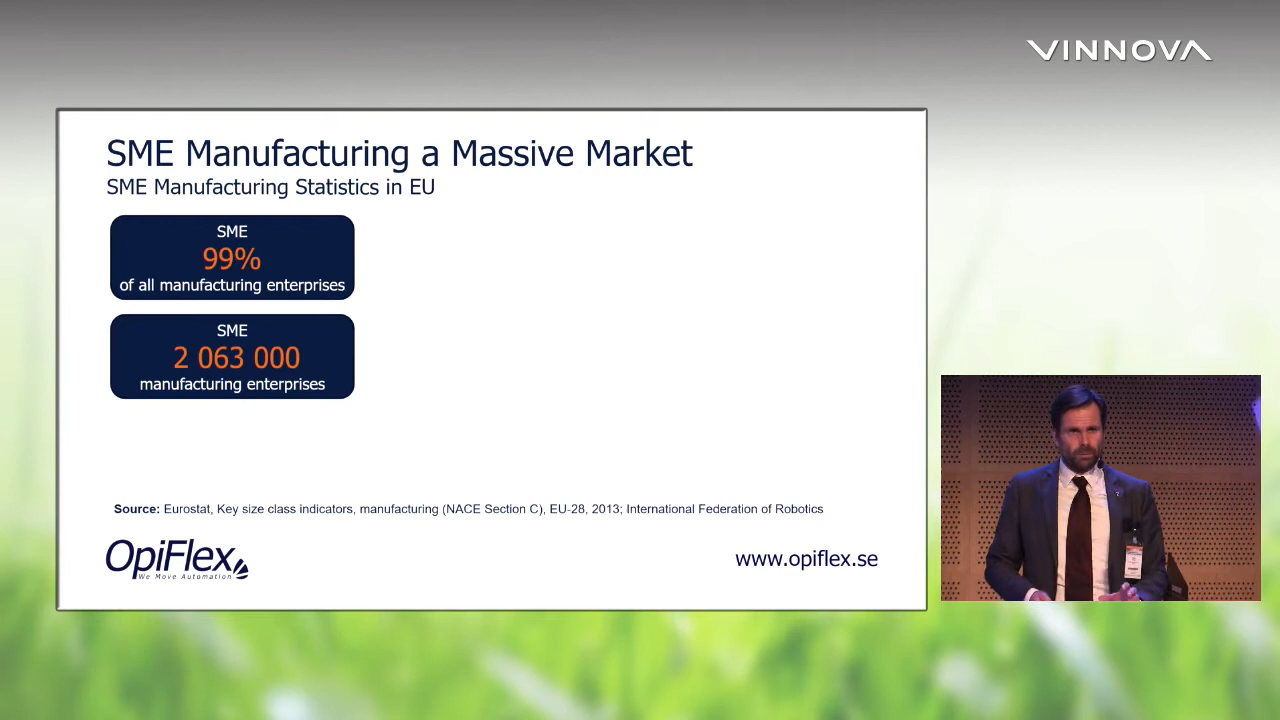 VINNOVA
SME Manufacturing a Massive Market
SME Manufacturing Statistics in EU
SME
99%
of all manufacturing enterprises
SME
2 063 000
manufacturing enterprises
Source: Eurostat, Key size class indicators, manufacturing (NACE Section C), EU-28, 2013; International Federation of Robotics
OpiFlex
We Move Automation
www.opiflex.se